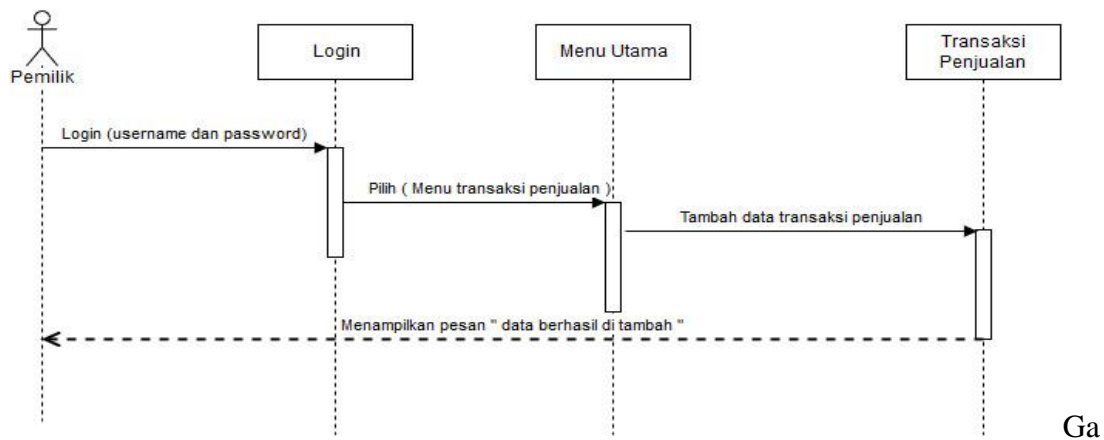 Pemilik
Login
Menu Utama
Transaksi
Penjualan
Login (username dan password)
Pilih ( Menu transaksi penjualan )
Tambah data transaksi penjualan
Menampilkan pesan " data berhasil di tambah "
Ga